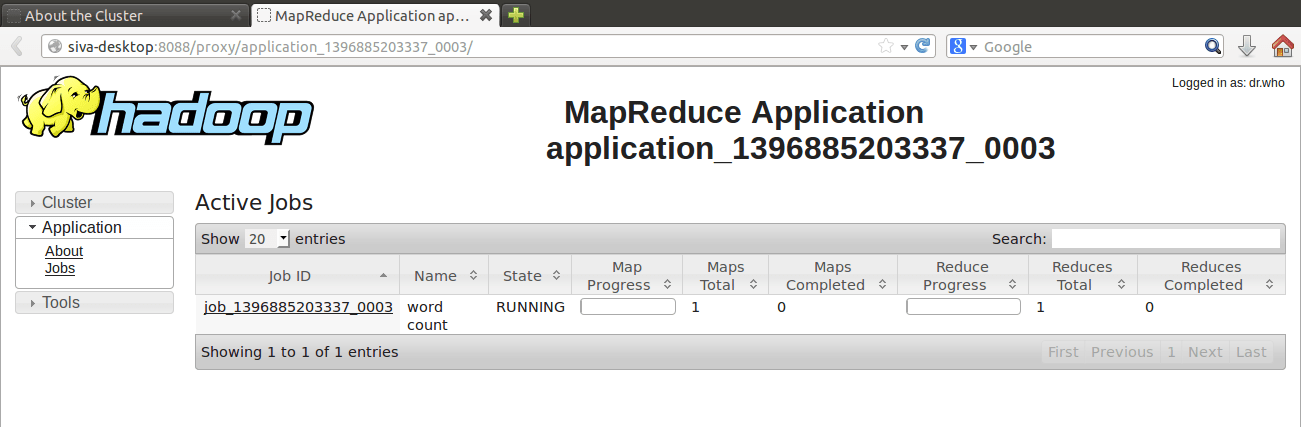 About the Cluster
MapReduce Application ap...
siva-desktop:8088/proxy/application_1396885203337_0003/
8 Google
hadoop
Logged in as: dr.who
MapReduce Application
application_1396885203337_0003
Cluster
Application
About
Jobs
Tools
Active Jobs
Show 20 entries
Search:
Job ID Name State Map Progress Maps Total Maps Completed Reduce Progress Reduces Total Reduces Completed
job_1396885203337_0003 word count RUNNING 1 0 1 0
Showing 1 to 1 of 1 entries
First Previous 1 Next Last